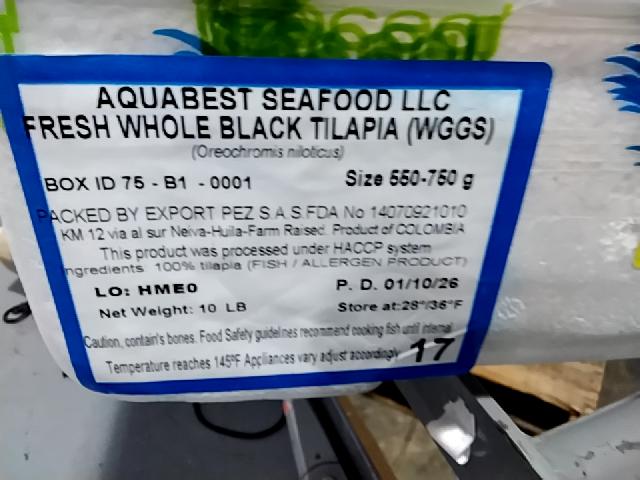 AQUABEST SEAFOOD LLC
FRESH WHOLE BLACK TILAPIA (WGGS)
(Oreochromis niloticus)
BOX ID 75 - B1 - 0001 Size 550-750 g
PACKED BY EXPORT PEZ S.A.S.FDA No 14070921010
KM 12 via al sur Neiva-Huila-Farm Raised. Product of COLOMBIA
This product was processed under HACCP system
Ingredients: 100% tilapia (FISH / ALLERGEN PRODUCT)
LO: HME0 P. D. 01/10/26
Net Weight: 10 LB Store at:28°/36°F
Caution, contain's bones. Food Safety guidelines recommend cooking fish until internal
Temperature reaches 145ºF Appliances vary adjust accordingly 17